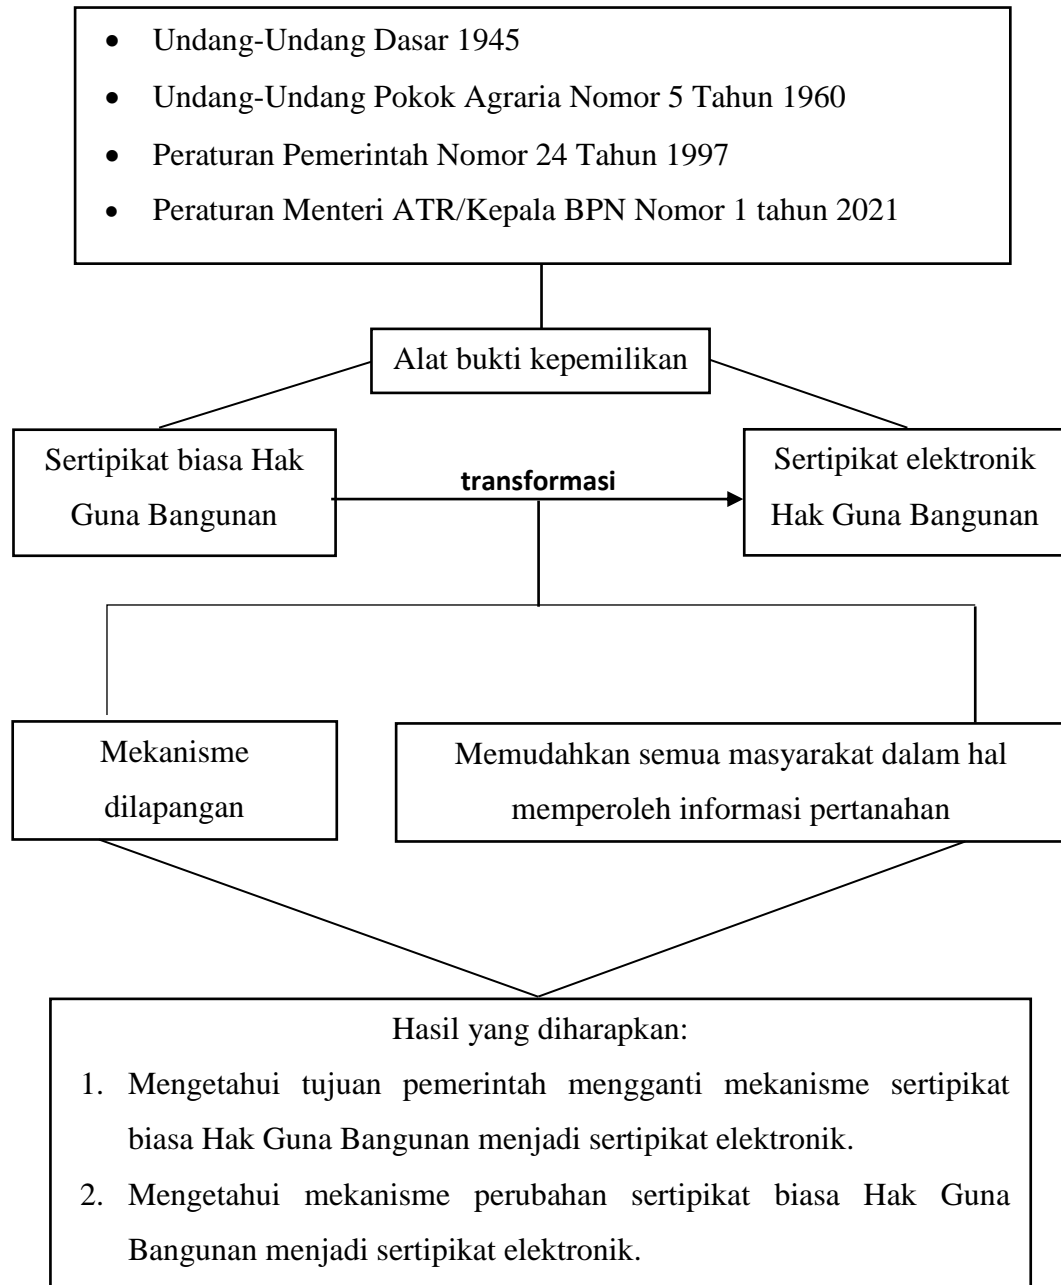 • Undang-Undang Dasar 1945
• Undang-Undang Pokok Agraria Nomor 5 Tahun 1960
• Peraturan Pemerintah Nomor 24 Tahun 1997
• Peraturan Menteri ATR/Kepala BPN Nomor 1 tahun 2021
Alat bukti kepemilikan
Sertipikat biasa Hak
Guna Bangunan
transformasi
Sertipikat elektronik
Hak Guna Bangunan
Mekanisme
dilapangan
Memudahkan semua masyarakat dalam hal
memperoleh informasi pertanahan
Hasil yang diharapkan:
1. Mengetahui tujuan pemerintah mengganti mekanisme sertipikat
biasa Hak Guna Bangunan menjadi sertipikat elektronik.
2. Mengetahui mekanisme perubahan sertipikat biasa Hak Guna
Bangunan menjadi sertipikat elektronik.